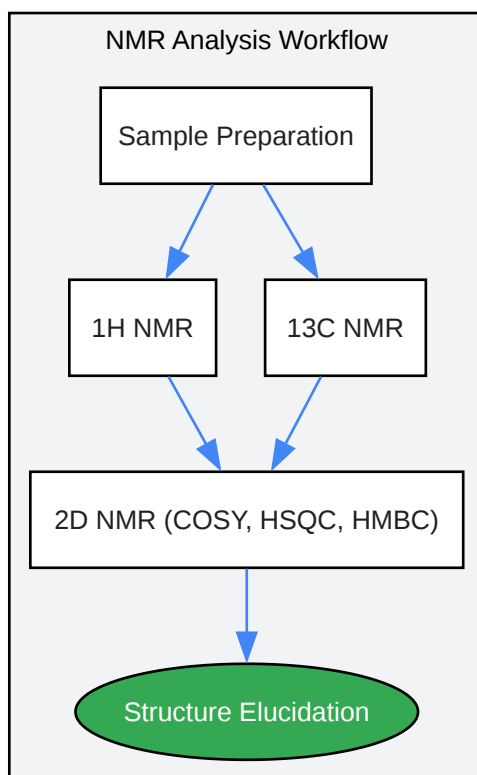 NMR Analysis Workflow
Sample Preparation
1H NMR
13C NMR
2D NMR (COSY, HSQC, HMBC)
Structure Elucidation